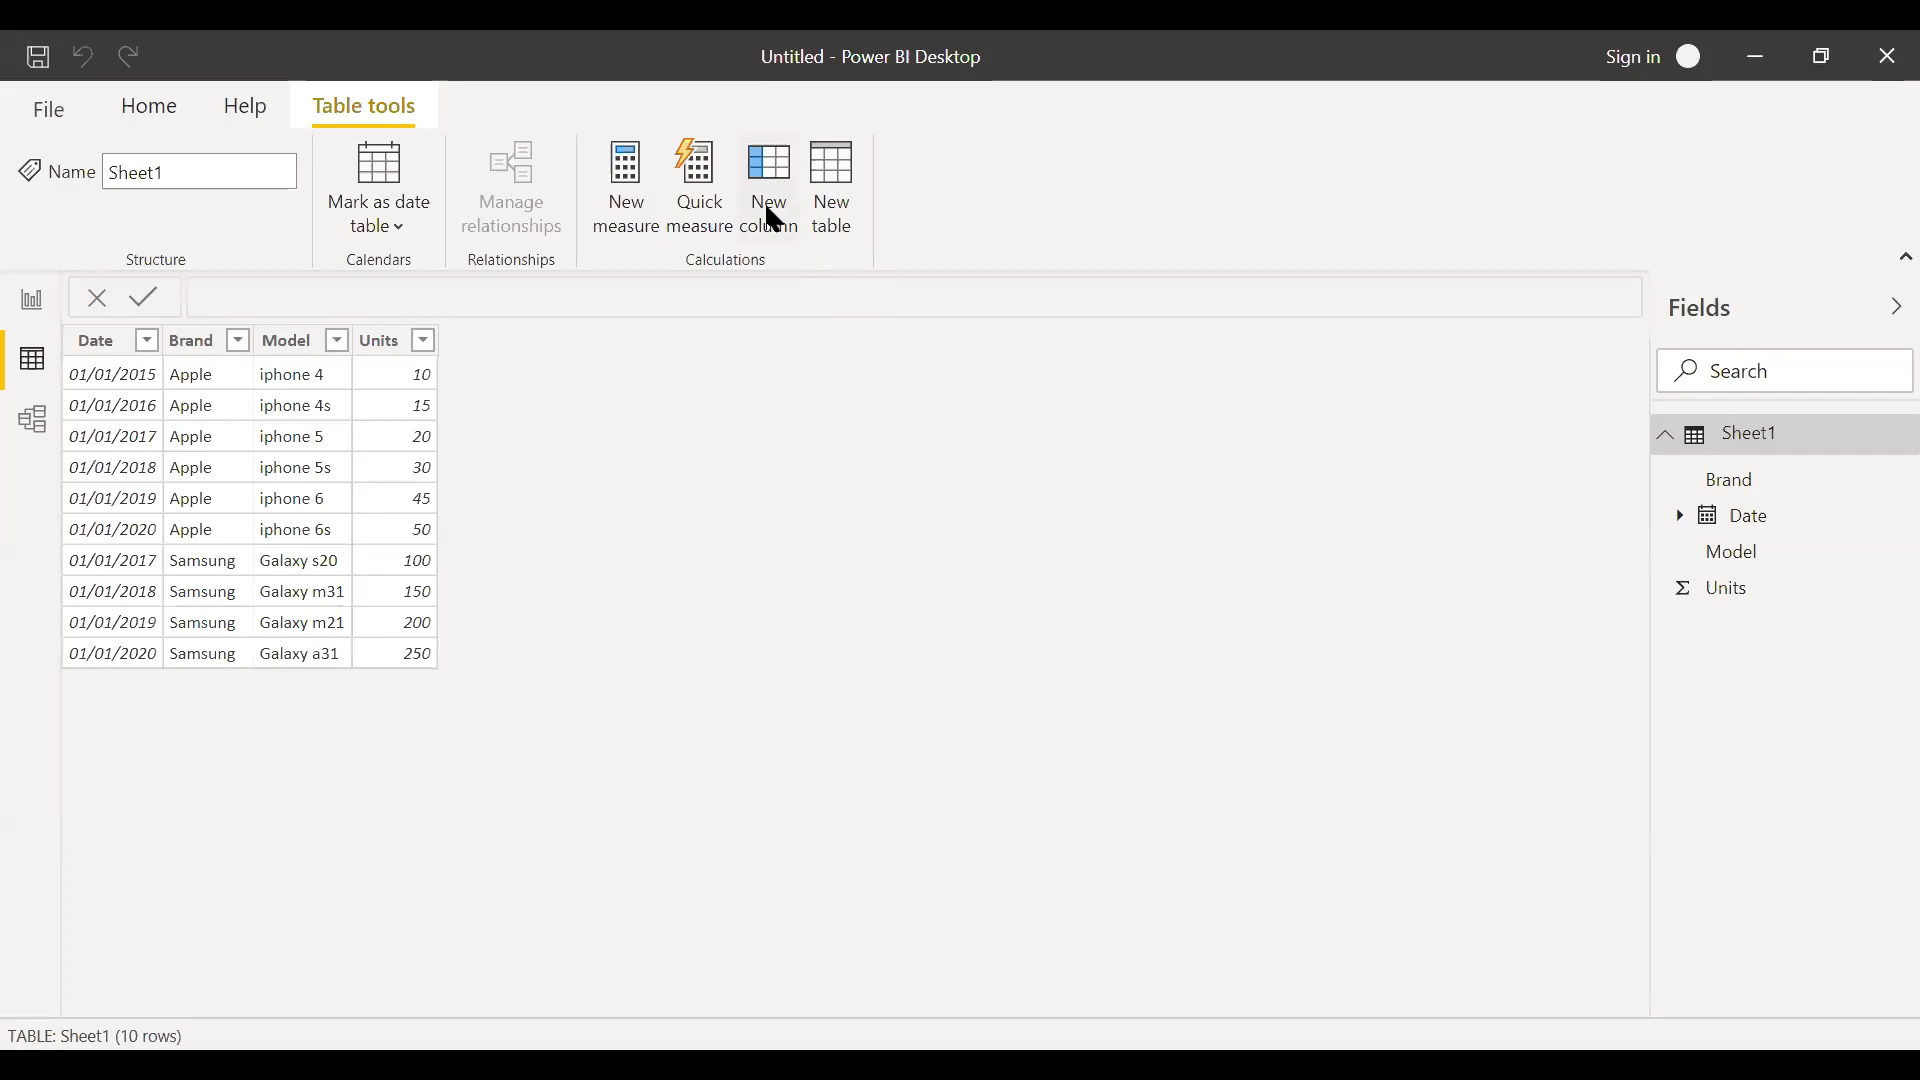 Untitled - Power BI Desktop
Sign in
File
Home
Help
Table tools
Name
Sheet1
Structure
Mark as date
table
Calendars
Manage
relationships
Relationships
New
measure
Quick
measure
New
column
New
table
Calculations
Date Brand Model Units
01/01/2015 Apple iphone 4 10
01/01/2016 Apple iphone 4s 15
01/01/2017 Apple iphone 5 20
01/01/2018 Apple iphone 5s 30
01/01/2019 Apple iphone 6 45
01/01/2020 Apple iphone 6s 50
01/01/2017 Samsung Galaxy s20 100
01/01/2018 Samsung Galaxy m31 150
01/01/2019 Samsung Galaxy m21 200
01/01/2020 Samsung Galaxy a31 250
Fields
Search
Sheet1
Brand
Date
Model
Σ Units
TABLE: Sheet1 (10 rows)